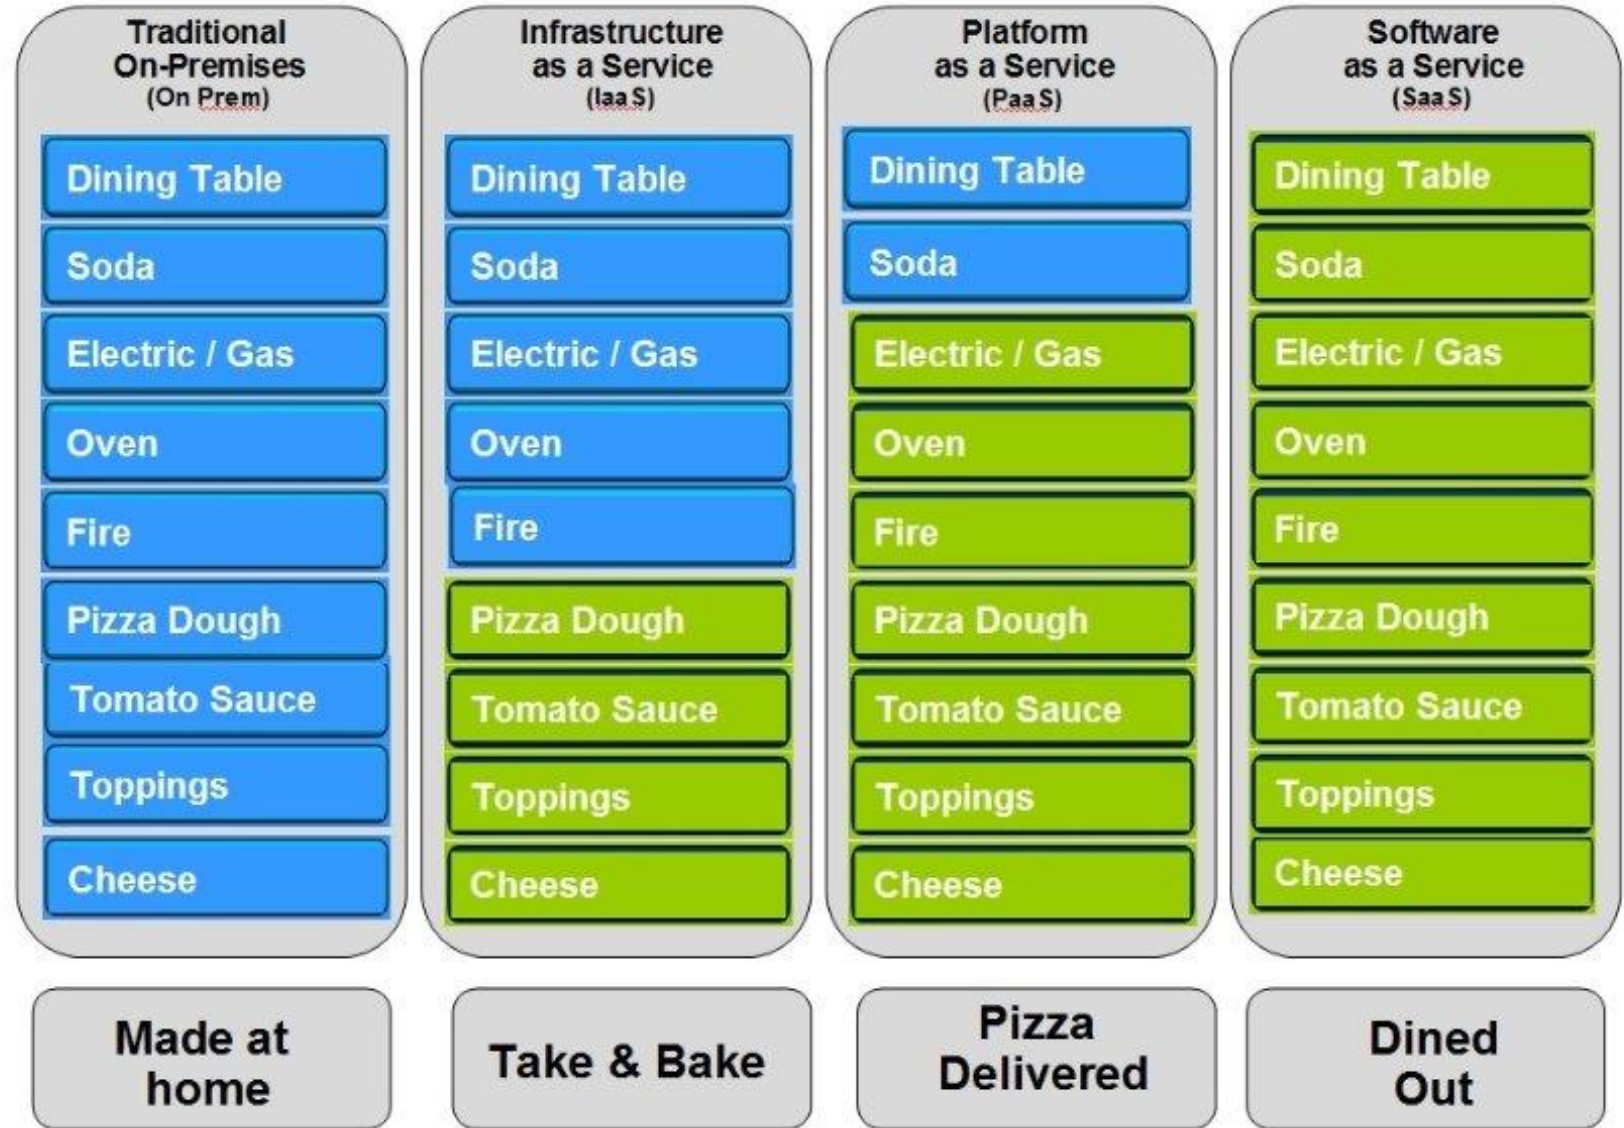 Traditional
On-Premises
(On Prem)
Dining Table
Soda
Electric / Gas
Oven
Fire
Pizza Dough
Tomato Sauce
Toppings
Cheese
Made at
home
Infrastructure
as a Service
(IaaS)
Dining Table
Soda
Electric / Gas
Oven
Fire
Pizza Dough
Tomato Sauce
Toppings
Cheese
Take & Bake
Platform
as a Service
(PaaS)
Dining Table
Soda
Electric / Gas
Oven
Fire
Pizza Dough
Tomato Sauce
Toppings
Cheese
Pizza
Delivered
Software
as a Service
(SaaS)
Dining Table
Soda
Electric / Gas
Oven
Fire
Pizza Dough
Tomato Sauce
Toppings
Cheese
Dined
Out